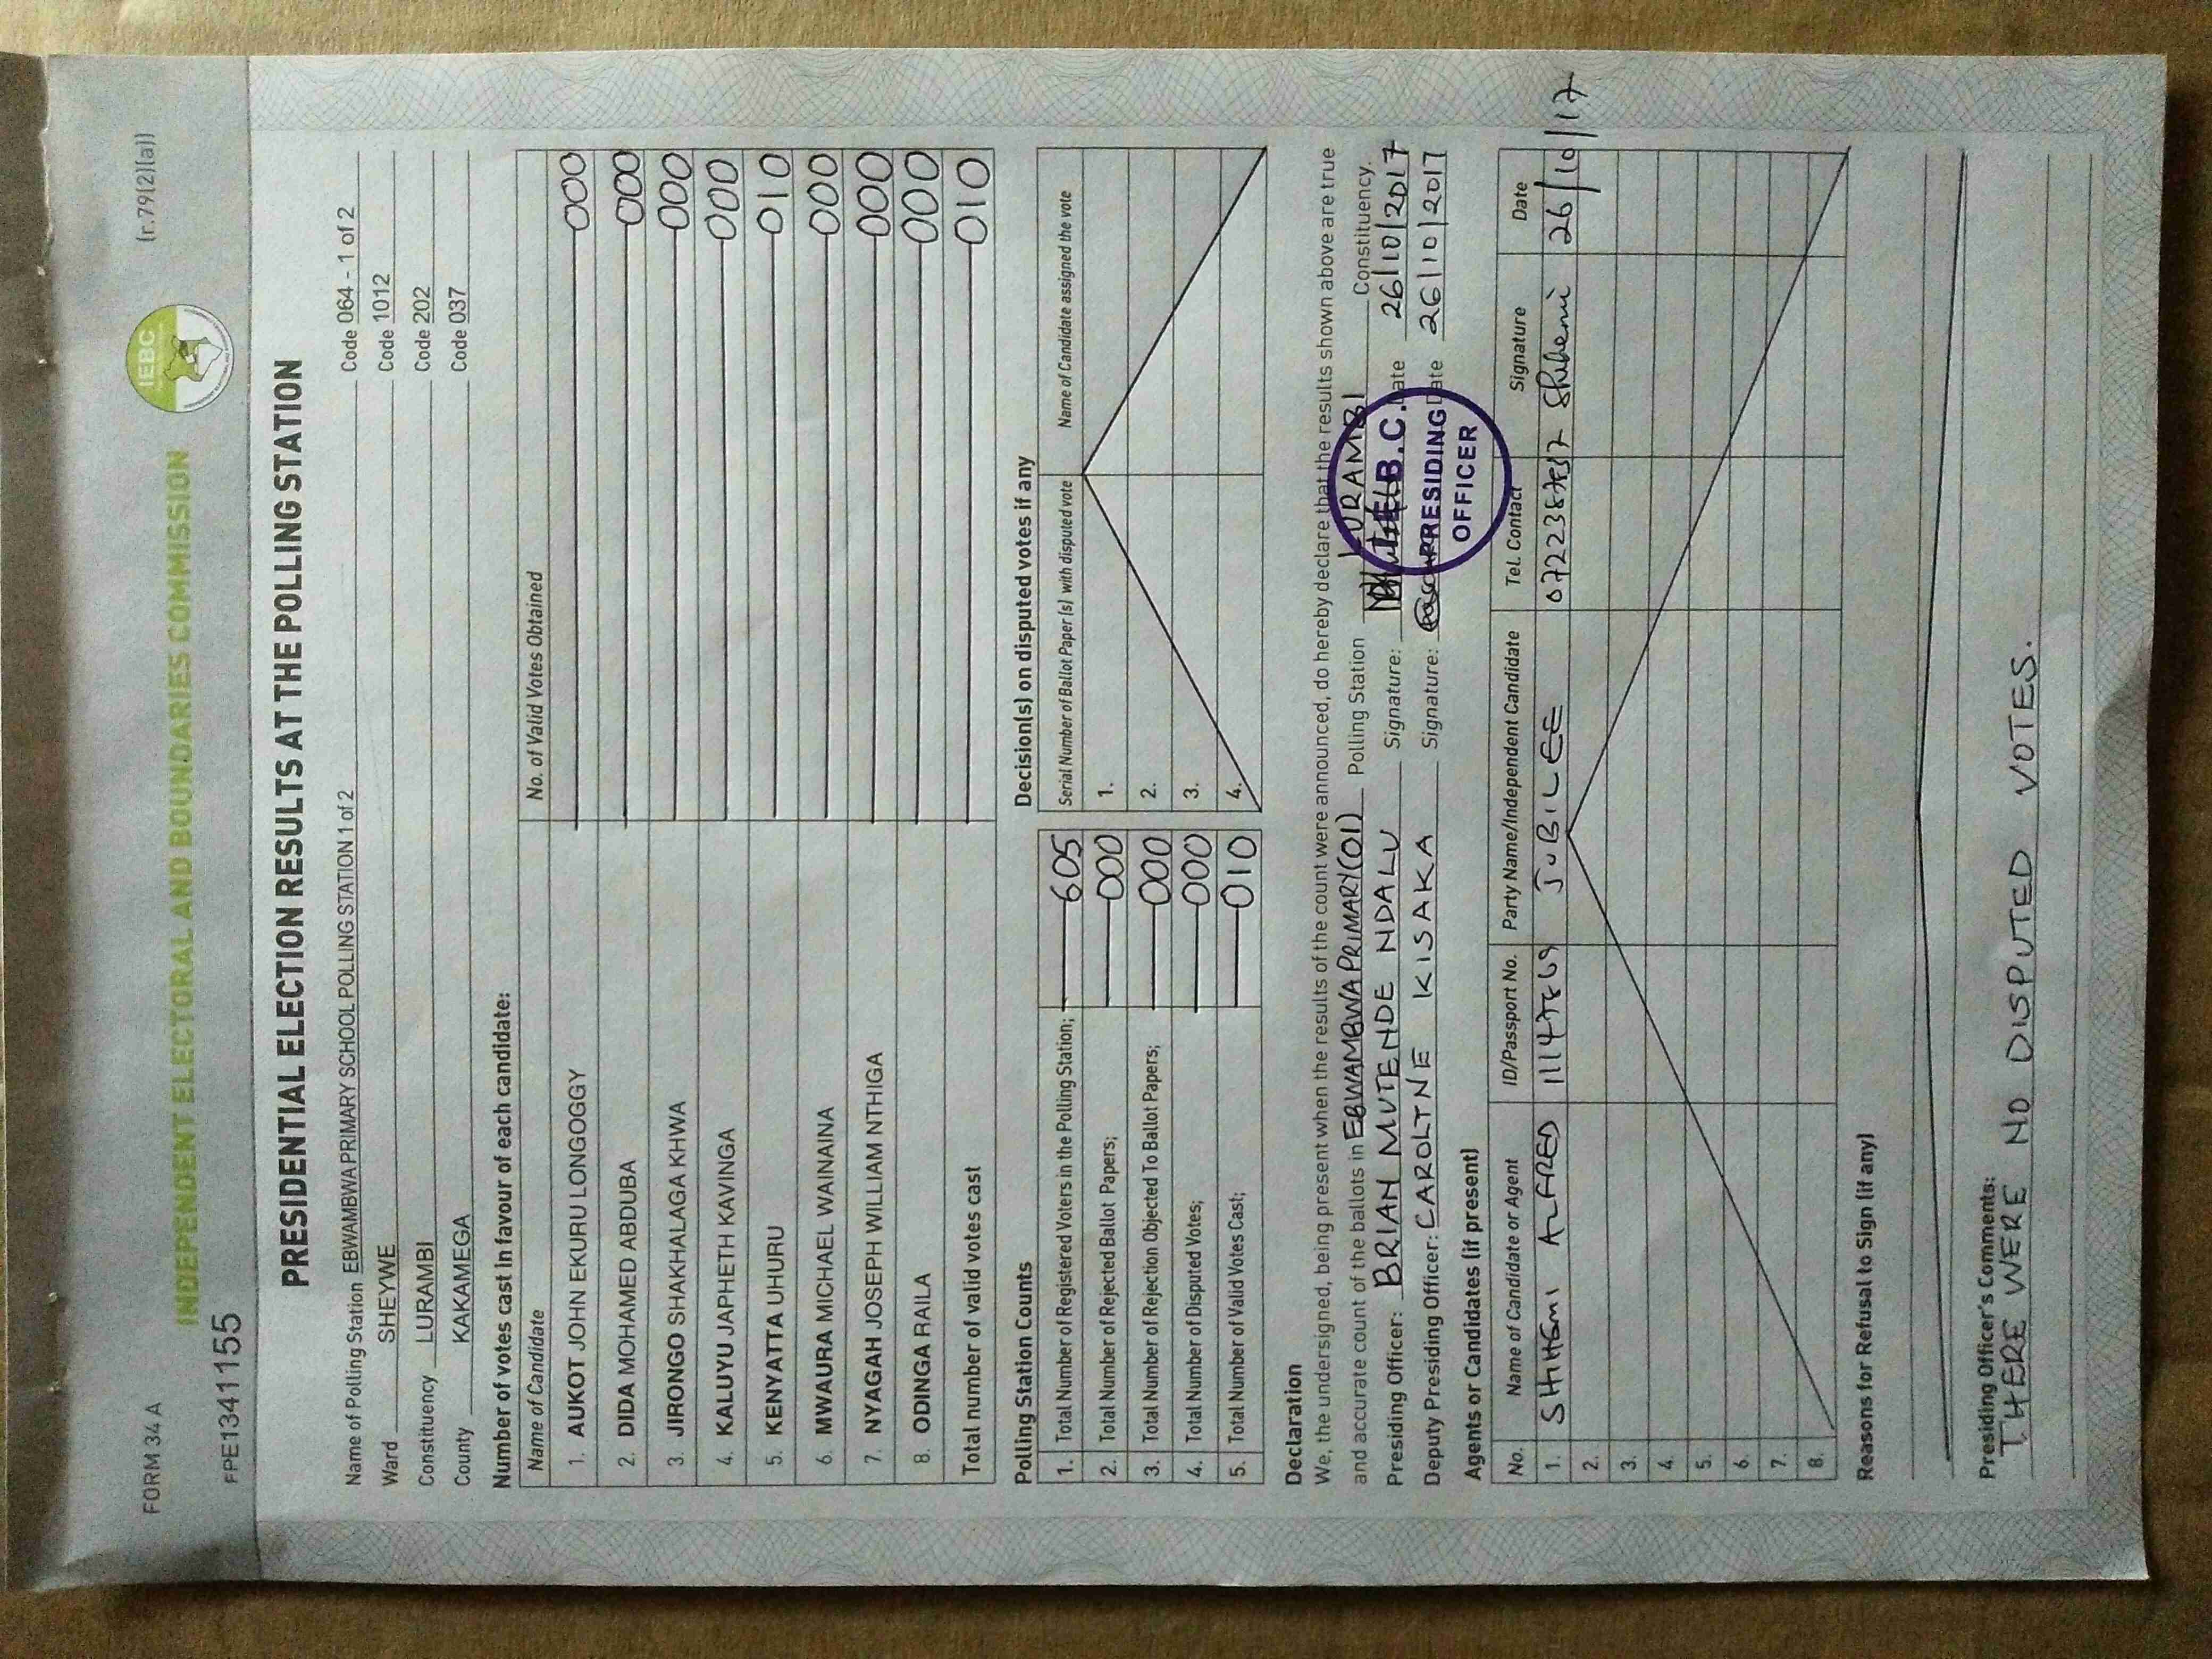 FORM 34 A
INDEPENDENT ELECTORAL AND BOUNDARIES COMMISSION
IEBC
(r.79(2)(a))
FPE1341155
PRESIDENTIAL ELECTION RESULTS AT THE POLLING STATION
Name of Polling Station EBWAMBWA PRIMARY SCHOOL POLLING STATION 1 of 2 Code 064 - 1 of 2
Ward SHEYWE Code 1012
Constituency LURAMBI Code 202
County KAKAMEGA Code 037
Number of votes cast in favour of each candidate:
Name of Candidate No. of Valid Votes Obtained
1. AUKOT JOHN EKURU LONGOGGY 000
2. DIDA MOHAMED ABDUBA 000
3. JIRONGO SHAKHALAGA KHWA 000
4. KALUYU JAPHETH KAVINGA 000
5. KENYATTA UHURU 010
6. MWAURA MICHAEL WAINAINA 000
7. NYAGAH JOSEPH WILLIAM NTHIGA 000
8. ODINGA RAILA 000
Total number of valid votes cast 010
Polling Station Counts
1. Total Number of Registered Voters in the Polling Station; 605
2. Total Number of Rejected Ballot Papers; 000
3. Total Number of Rejection Objected To Ballot Papers; 000
4. Total Number of Disputed Votes; 000
5. Total Number of Valid Votes Cast; 010
Decision(s) on disputed votes if any
Serial Number of Ballot Paper (s) with disputed vote Name of Candidate assigned the vote
1.
2.
3.
4.
Declaration
We, the undersigned, being present when the results of the count were announced, do hereby declare that the results shown above are true
and accurate count of the ballots in EBWAMBWA PRIMARY(01) Polling Station LURAMBI Constituency.
Presiding Officer: BRIAN MUTENDE NDALU Signature: Date 26/10/2017
Deputy Presiding Officer: CAROLINE KISAKA Signature: Date 26/10/2017
I.E.B.C.
PRESIDING
OFFICER
Agents or Candidates (if present)
No. Name of Candidate or Agent ID/Passport No. Party Name/Independent Candidate Tel. Contact Signature Date
1. SHIHEMI ALFRED JUBILEE Shihemi 26/10/17
2.
3.
4.
5.
6.
7.
8.
Reasons for Refusal to Sign (if any)
Presiding Officer's Comments:
THERE WERE NO DISPUTED VOTES.